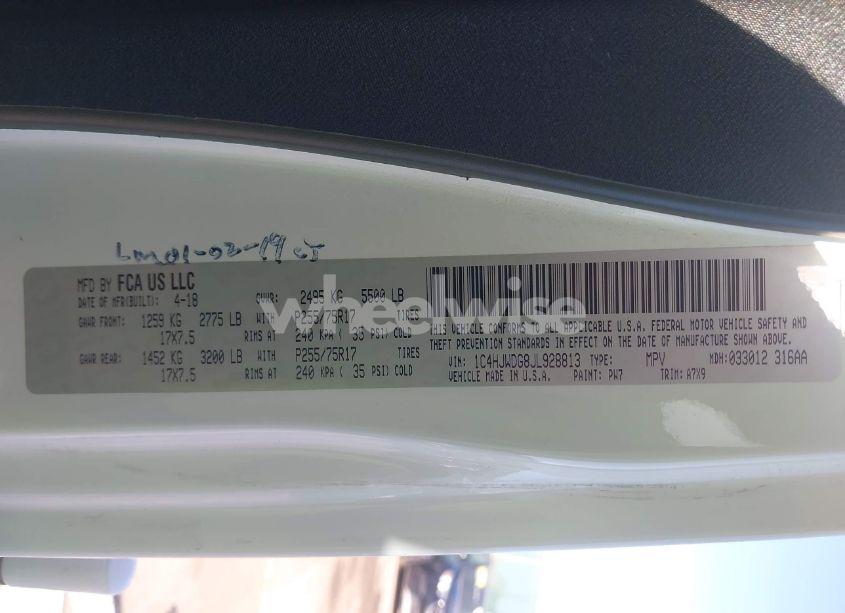 LM01-02-19 CT
MFD BY FCA US LLC
DATE OF MFR(BUILT): 4-18 GVWR: 2495 KG 5500 LB
GAWR FRONT: 1259 KG 2775 LB WITH P255/75R17 TIRES
17X7.5 RIMS AT 240 KPA ( 35 PSI) COLD
GAWR REAR: 1452 KG 3200 LB WITH P255/75R17 TIRES
17X7.5 RIMS AT 240 KPA ( 35 PSI) COLD
THIS VEHICLE CONFORMS TO ALL APPLICABLE U.S.A. FEDERAL MOTOR VEHICLE SAFETY AND
THEFT PREVENTION STANDARDS IN EFFECT ON THE DATE OF MANUFACTURE SHOWN ABOVE.
VIN: 1C4HJWDG8JL928813 TYPE: MPV MDH: 033012 316AA
VEHICLE MADE IN U.S.A. PAINT: PW7 TRIM: A7X9
wheelwise